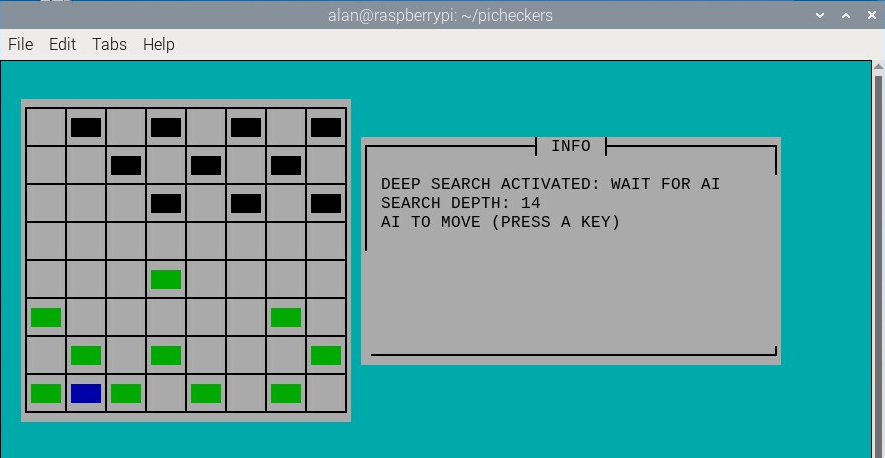 alan@raspberrypi: ~/picheckers
File Edit Tabs Help
INFO
DEEP SEARCH ACTIVATED: WAIT FOR AI
SEARCH DEPTH: 14
AI TO MOVE (PRESS A KEY)